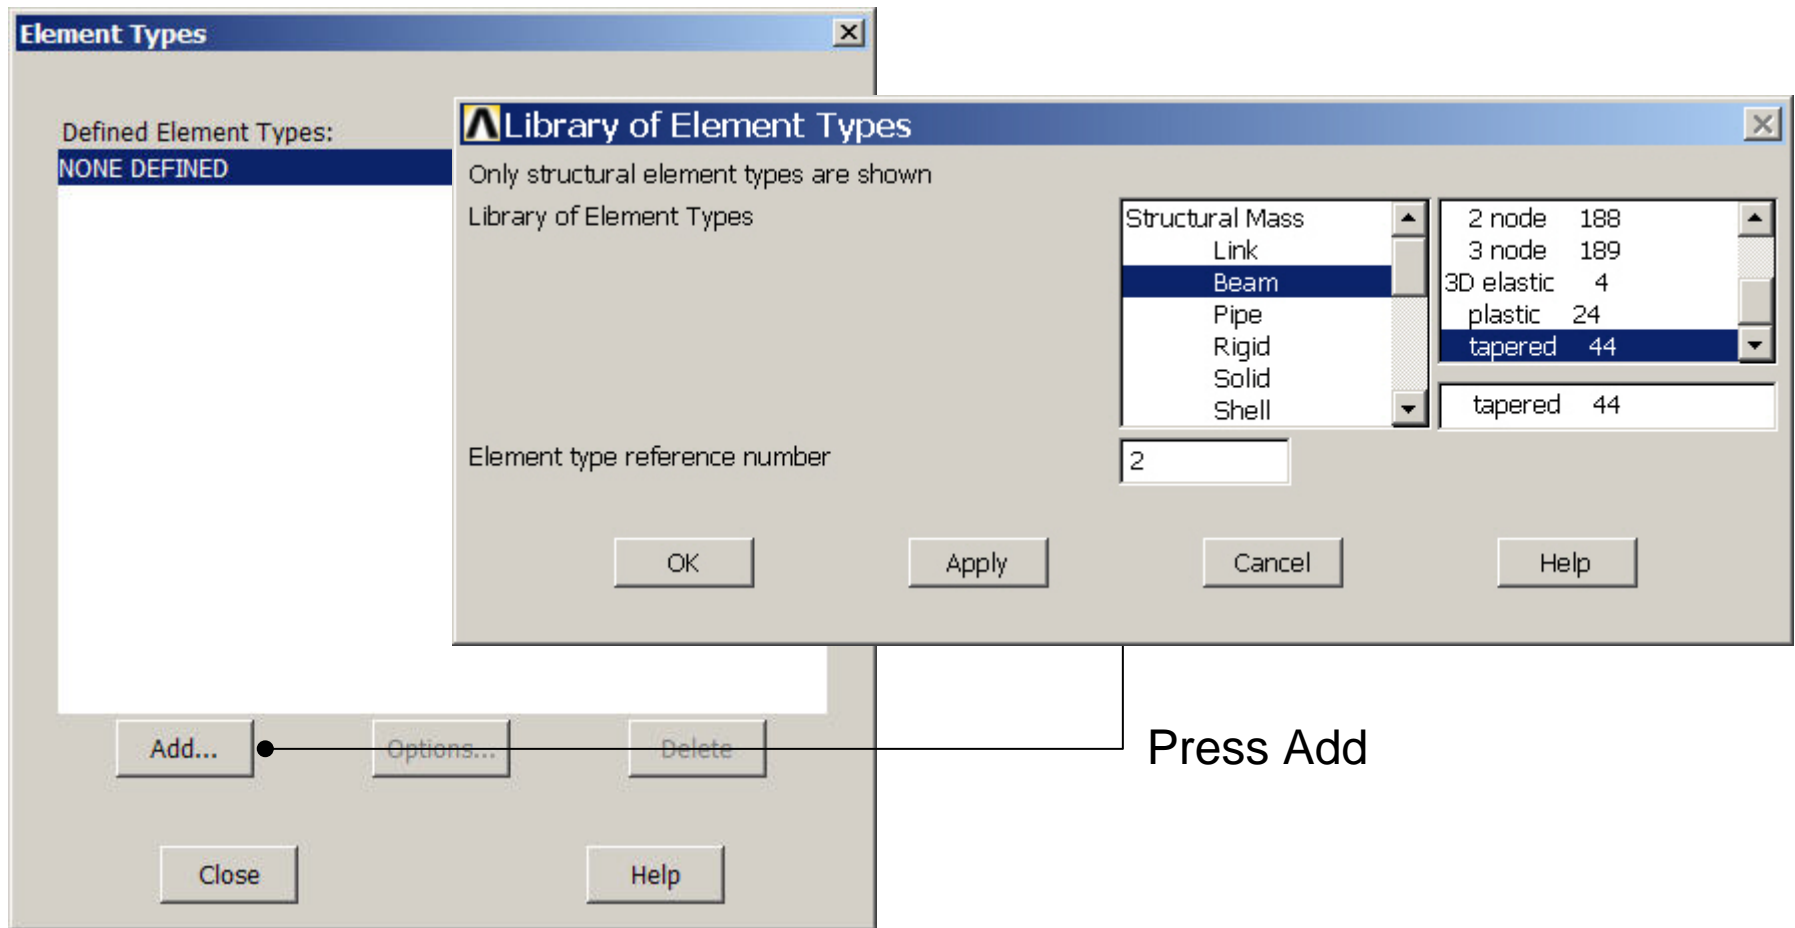 Element Types
Defined Element Types:
NONE DEFINED
Library of Element Types
Only structural element types are shown
Library of Element Types
Structural Mass
Link
Beam
Pipe
Rigid
Solid
Shell
2 node 188
3 node 189
3D elastic 4
plastic 24
tapered 44
tapered 44
Element type reference number
2
OK Apply Cancel Help
Add... Options... Delete
Press Add
Close Help